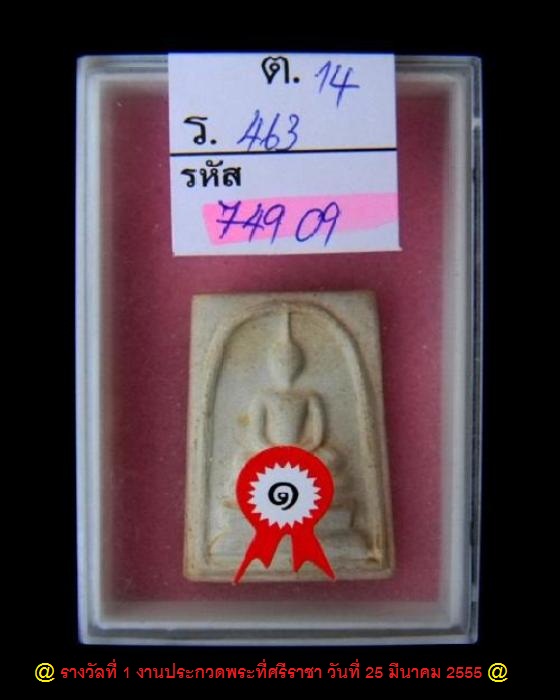 ต. 14
ร. 463
รหัส
749 09
๑
@ รางวัลที่ 1 งานประกวดพระที่ศรีราชา วันที่ 25 มีนาคม 2555 @